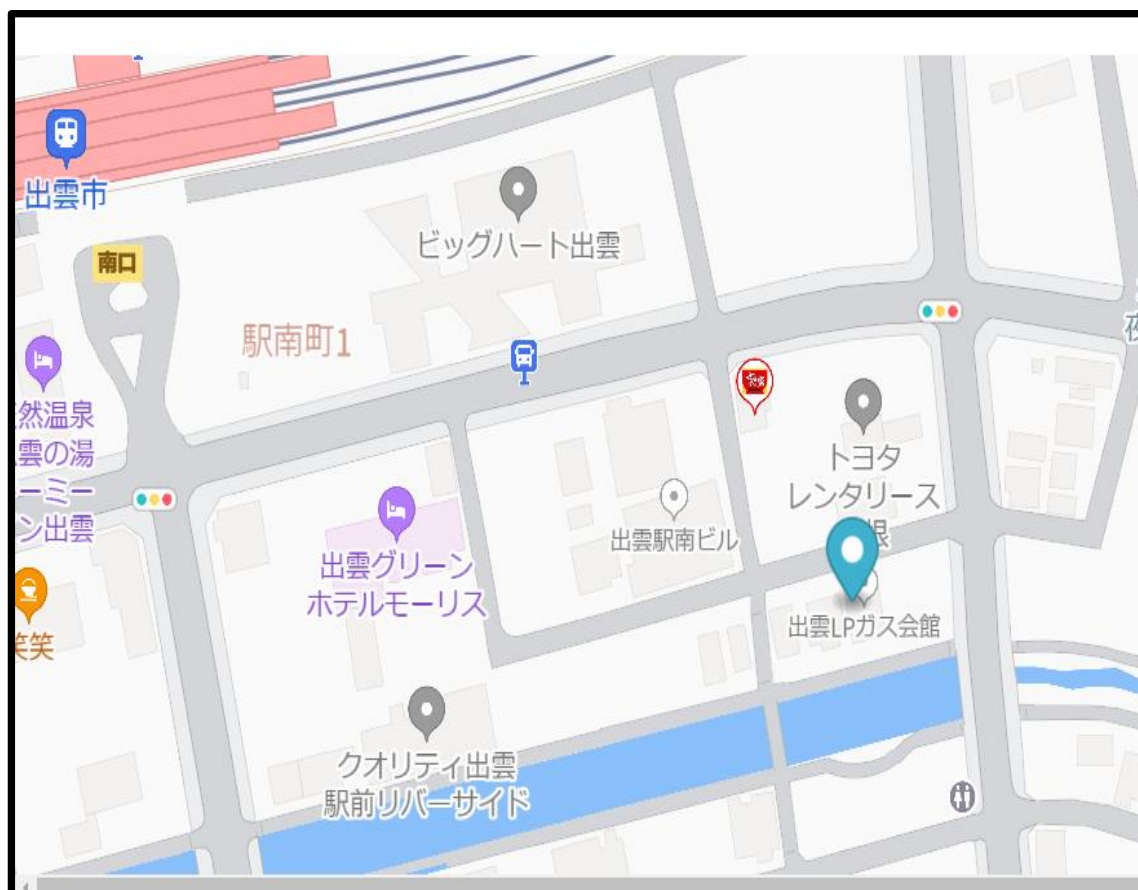 出雲市
南口
ビッグハート出雲
駅南町1
然温泉
雲の湯
ーミー
ン出雲
トヨタ
レンタリース
根
出雲駅南ビル
出雲グリーン
ホテルモーリス
出雲LPガス会館
笑笑
クオリティ出雲
駅前リバーサイド